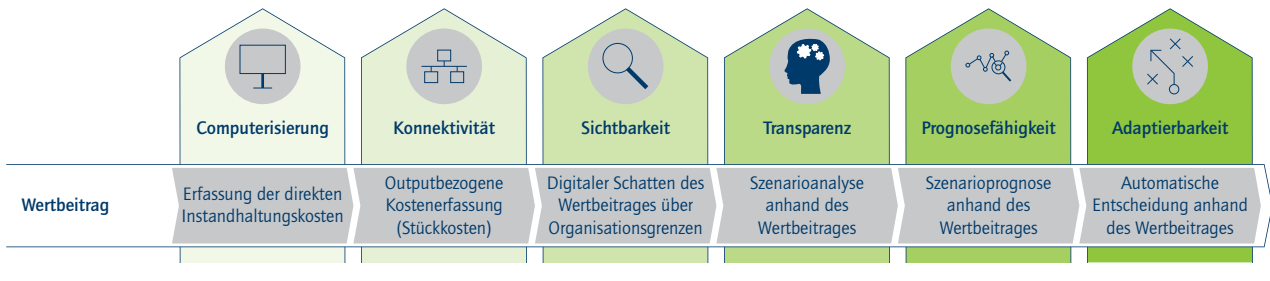 Computerisierung
Konnektivität
Sichtbarkeit
Transparenz
Prognosefähigkeit
Adaptierbarkeit
Wertbeitrag
Erfassung der direkten
Instandhaltungskosten
Outputbezogene
Kostenerfassung
(Stückkosten)
Digitaler Schatten des
Wertbeitrages über
Organisationsgrenzen
Szenarioanalyse
anhand des
Wertbeitrages
Szenarioprognose
anhand des
Wertbeitrages
Automatische
Entscheidung anhand
des Wertbeitrages